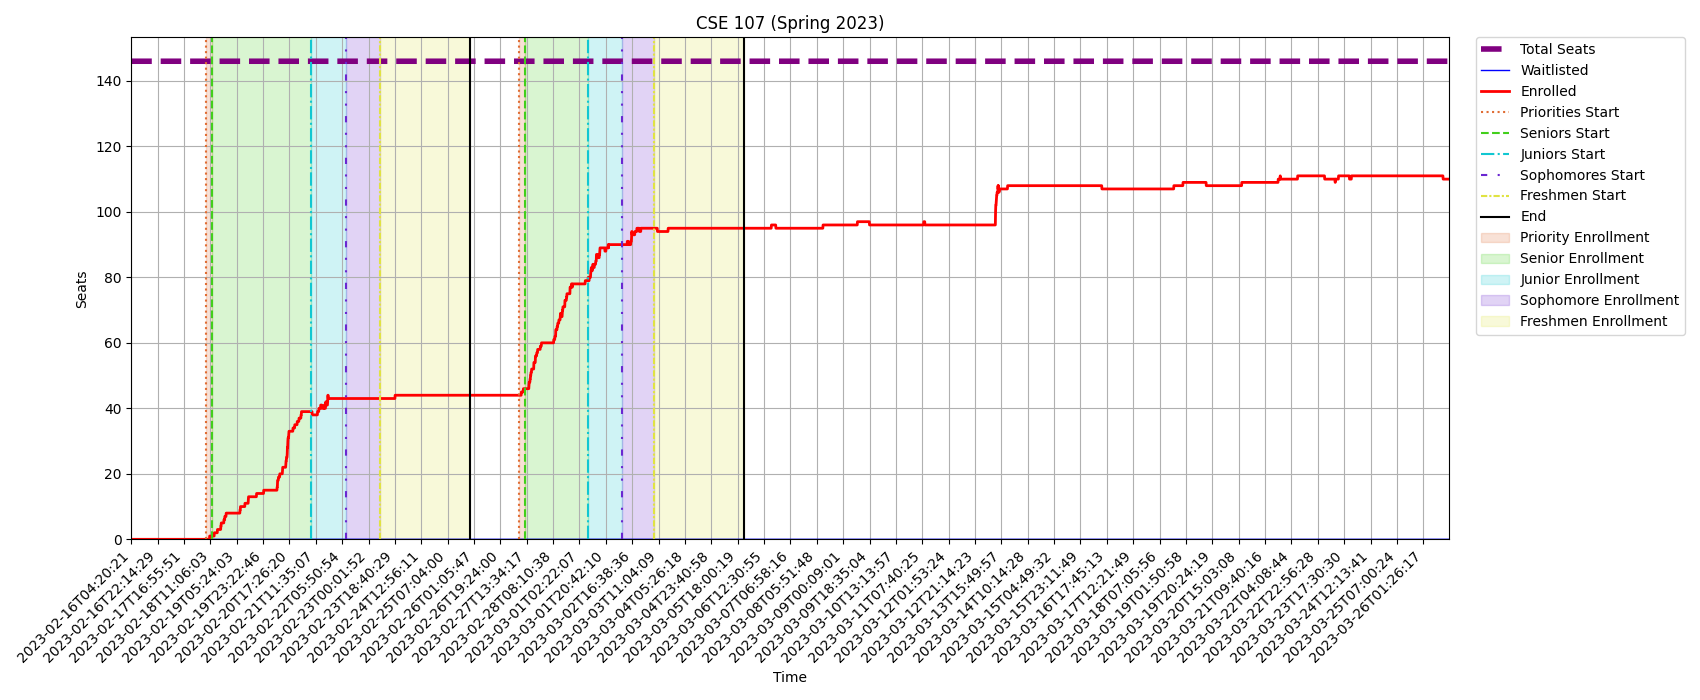 CSE 107 (Spring 2023)
Seats
140
120
100
80
60
40
20
0
2023-02-16T04:20:21
2023-02-16T22:14:29
2023-02-17T16:55:51
2023-02-18T11:06:03
2023-02-19T05:24:03
2023-02-19T23:22:46
2023-02-20T17:26:20
2023-02-21T11:35:07
2023-02-22T05:50:54
2023-02-23T00:01:52
2023-02-23T18:40:29
2023-02-24T12:56:11
2023-02-25T07:04:00
2023-02-26T01:05:47
2023-02-26T19:24:00
2023-02-27T13:34:17
2023-02-28T08:10:38
2023-03-01T02:22:07
2023-03-01T20:42:10
2023-03-02T16:38:36
2023-03-03T11:04:09
2023-03-04T05:26:18
2023-03-04T23:40:58
2023-03-05T18:00:19
2023-03-06T12:30:55
2023-03-07T06:58:16
2023-03-08T05:51:48
2023-03-09T00:09:01
2023-03-09T18:35:04
2023-03-10T13:13:57
2023-03-11T07:40:25
2023-03-12T01:53:24
2023-03-12T21:14:23
2023-03-13T15:49:57
2023-03-14T10:14:28
2023-03-15T04:49:32
2023-03-15T23:11:49
2023-03-16T17:45:13
2023-03-17T12:21:49
2023-03-18T07:05:56
2023-03-19T01:50:58
2023-03-19T20:24:19
2023-03-20T15:03:08
2023-03-21T09:40:16
2023-03-22T04:08:44
2023-03-22T22:56:28
2023-03-23T17:30:30
2023-03-24T12:13:41
2023-03-25T07:00:24
2023-03-26T01:26:17
Time
Total Seats
Waitlisted
Enrolled
Priorities Start
Seniors Start
Juniors Start
Sophomores Start
Freshmen Start
End
Priority Enrollment
Senior Enrollment
Junior Enrollment
Sophomore Enrollment
Freshmen Enrollment